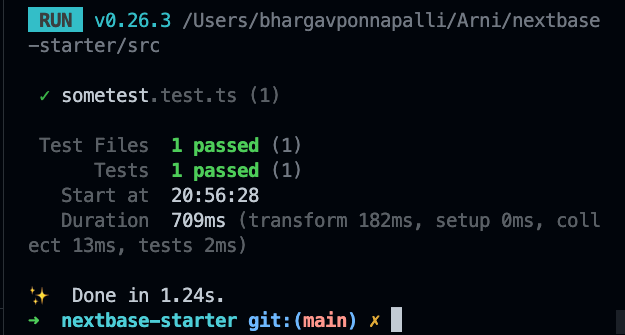 RUN v0.26.3 /Users/bhargavponnapalli/Arni/nextbase
-starter/src
✓ sometest.test.ts (1)
Test Files 1 passed (1)
Tests 1 passed (1)
Start at 20:56:28
Duration 709ms (transform 182ms, setup 0ms, coll
ect 13ms, tests 2ms)
✨ Done in 1.24s.
➜ nextbase-starter git:(main) ✗